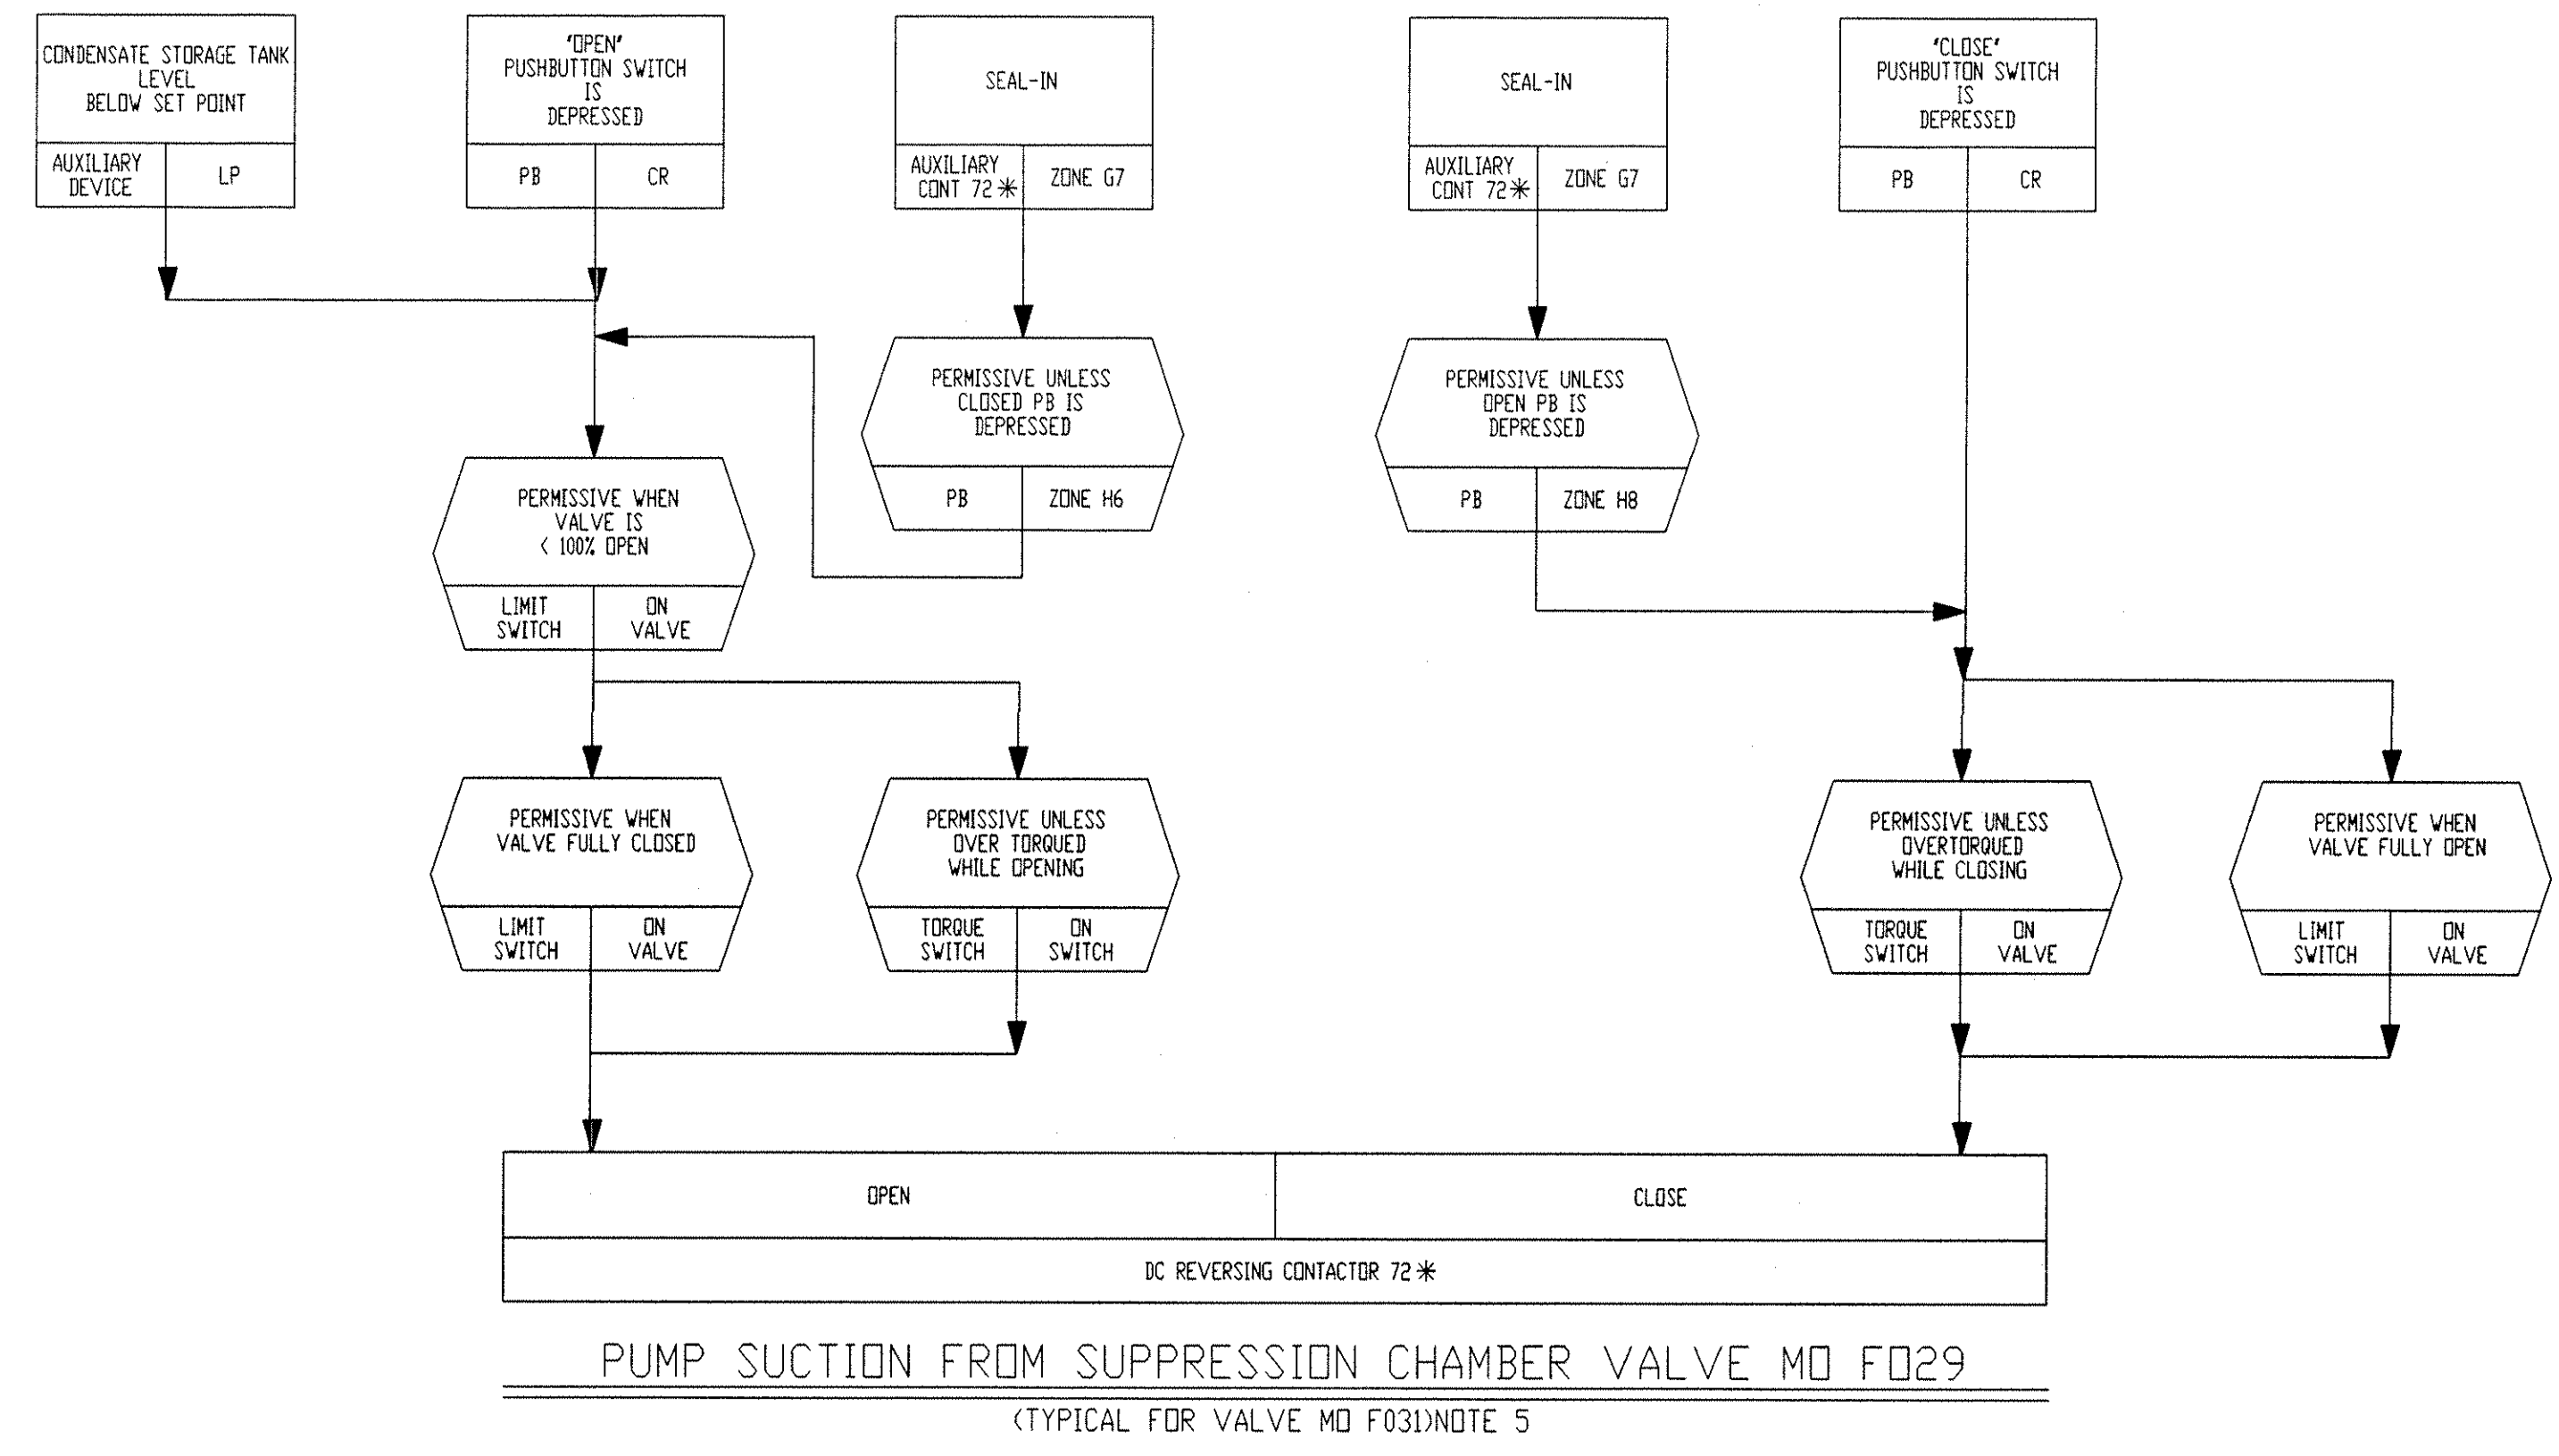 CONDENSATE STORAGE TANK
LEVEL
BELOW SET POINT
AUXILIARY
DEVICE
LP
'OPEN'
PUSHBUTTON SWITCH
IS
DEPRESSED
PB
CR
SEAL-IN
AUXILIARY
CONT 72*
ZONE G7
SEAL-IN
AUXILIARY
CONT 72*
ZONE G7
'CLOSE'
PUSHBUTTON SWITCH
IS
DEPRESSED
PB
CR
PERMISSIVE UNLESS
CLOSED PB IS
DEPRESSED
PB
ZONE H6
PERMISSIVE UNLESS
OPEN PB IS
DEPRESSED
PB
ZONE H8
PERMISSIVE WHEN
VALVE IS
< 100% OPEN
LIMIT
SWITCH
ON
VALVE
PERMISSIVE WHEN
VALVE FULLY CLOSED
LIMIT
SWITCH
ON
VALVE
PERMISSIVE UNLESS
OVER TORQUED
WHILE OPENING
TORQUE
SWITCH
ON
SWITCH
PERMISSIVE UNLESS
OVERTORQUED
WHILE CLOSING
TORQUE
SWITCH
ON
VALVE
PERMISSIVE WHEN
VALVE FULLY OPEN
LIMIT
SWITCH
ON
VALVE
OPEN
CLOSE
DC REVERSING CONTACTOR 72*
PUMP SUCTION FROM SUPPRESSION CHAMBER VALVE MO F029
(TYPICAL FOR VALVE MO F031)NOTE 5